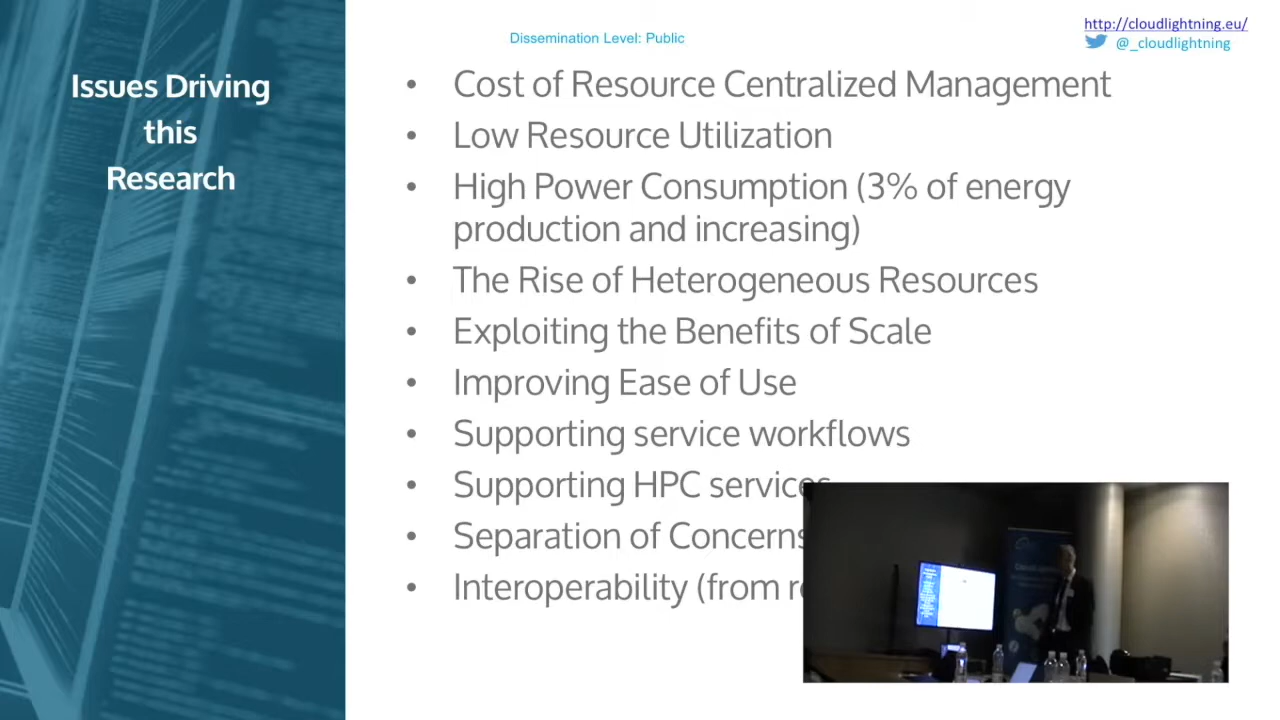 Issues Driving
this
Research
Dissemination Level: Public
http://cloudlightning.eu/
@_cloudlightning
• Cost of Resource Centralized Management
• Low Resource Utilization
• High Power Consumption (3% of energy
production and increasing)
• The Rise of Heterogeneous Resources
• Exploiting the Benefits of Scale
• Improving Ease of Use
• Supporting service workflows
• Supporting HPC services
• Separation of Concerns
• Interoperability (from